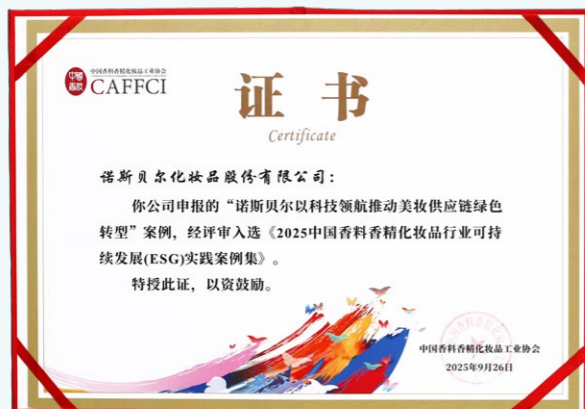 中国香料香精化妆品工业协会
CAFFCI
证 书
Certificate
诺斯贝尔化妆品股份有限公司：
你公司申报的“诺斯贝尔以科技领航推动美妆供应链绿色
转型”案例，经评审入选《2025中国香料香精化妆品行业可持
续发展(ESG)实践案例集》。
特授此证，以资鼓励。
中国香料香精化妆品工业协会
2025年9月26日